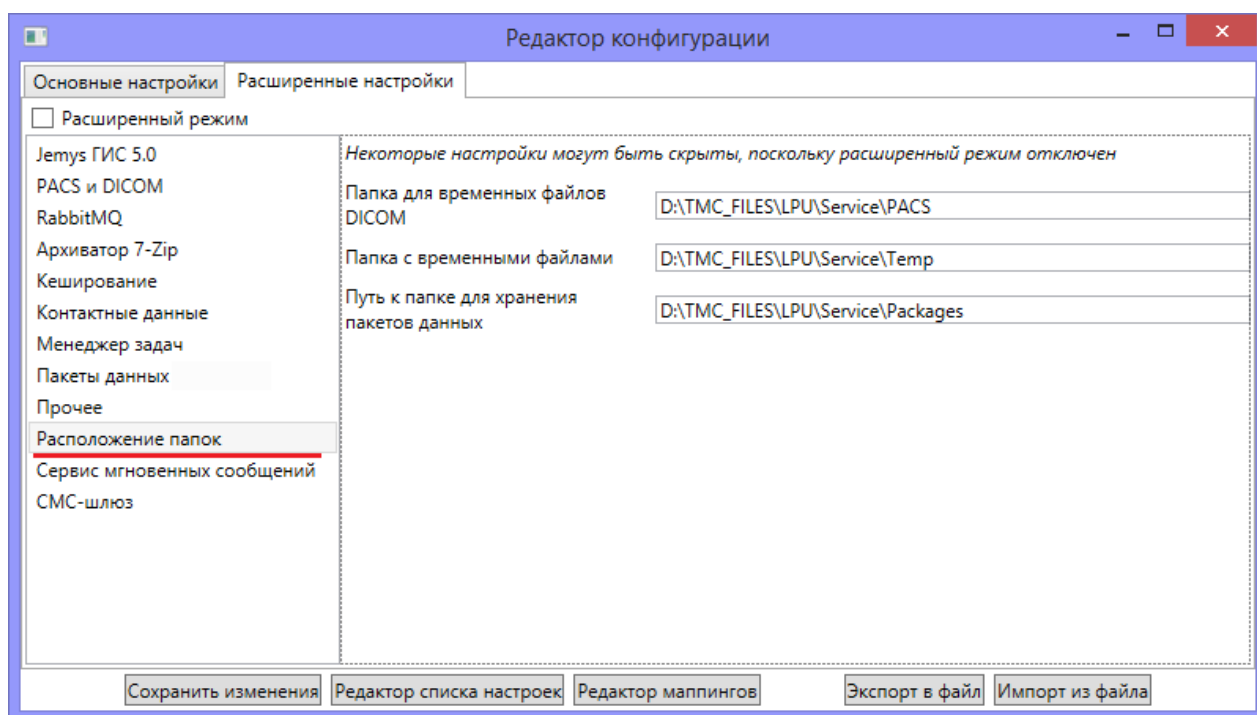 Редактор конфигурации
Основные настройки
Расширенные настройки
Расширенный режим
Jemys ГИС 5.0
PACS и DICOM
RabbitMQ
Архиватор 7-Zip
Кеширование
Контактные данные
Менеджер задач
Пакеты данных
Прочее
Расположение папок
Сервис мгновенных сообщений
СМС-шлюз
Некоторые настройки могут быть скрыты, поскольку расширенный режим отключен
Папка для временных файлов
DICOM
D:\TMC_FILES\LPU\Service\PACS
Папка с временными файлами
D:\TMC_FILES\LPU\Service\Temp
Путь к папке для хранения
пакетов данных
D:\TMC_FILES\LPU\Service\Packages
Сохранить изменения
Редактор списка настроек
Редактор маппингов
Экспорт в файл
Импорт из файла